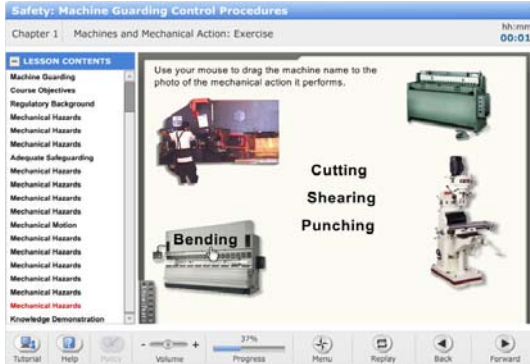 Safety: Machine Guarding Control Procedures
Chapter 1 Machines and Mechanical Action: Exercise
hh:mm
00:01
LESSON CONTENTS
Machine Guarding
Course Objectives
Regulatory Background
Mechanical Hazards
Mechanical Hazards
Mechanical Hazards
Adequate Safeguarding
Mechanical Hazards
Mechanical Hazards
Mechanical Hazards
Mechanical Hazards
Mechanical Motion
Mechanical Hazards
Mechanical Hazards
Mechanical Hazards
Mechanical Hazards
Mechanical Hazards
Mechanical Hazards
Knowledge Demonstration
Use your mouse to drag the machine name to the
photo of the mechanical action it performs.
Cutting
Shearing
Punching
Bending
Tutorial
Help
Policy
- +
Volume
37%
Progress
Menu
Replay
Back
Forward